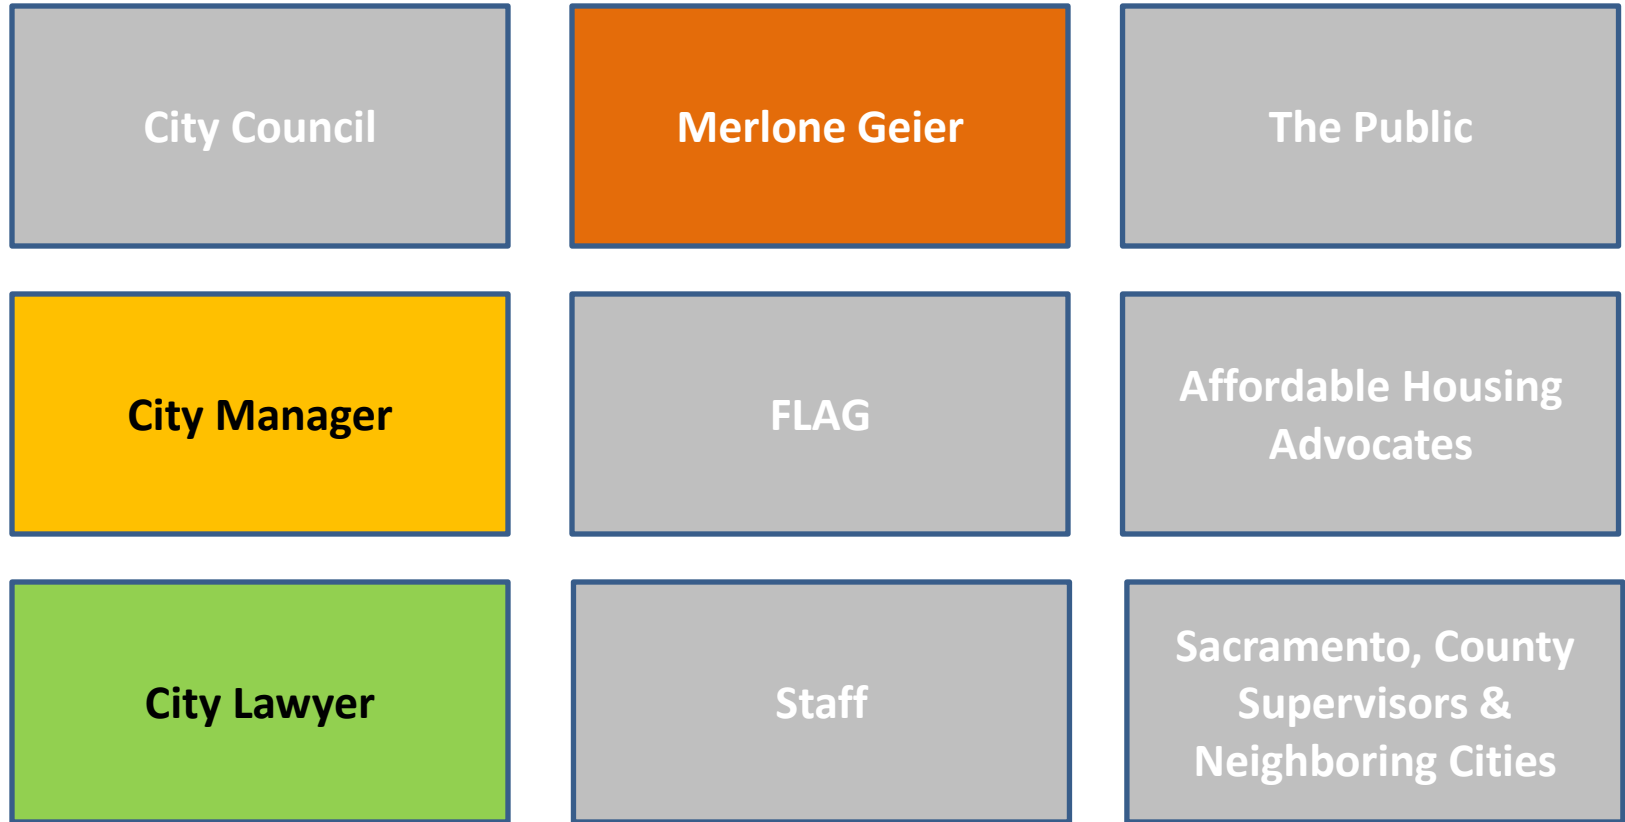 City Council
Merlone Geier
The Public
City Manager
FLAG
Affordable Housing
Advocates
City Lawyer
Staff
Sacramento, County
Supervisors &
Neighboring Cities